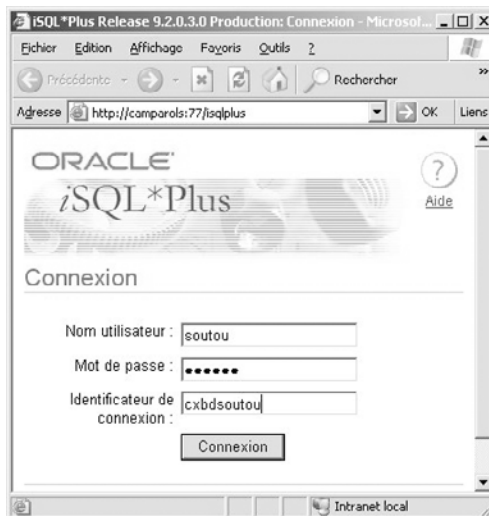 iSQL*Plus Release 9.2.0.3.0 Production: Connexion - Microsof...
Fichier Edition Affichage Favoris Outils ?
Précédente Rechercher »
Adresse http://camparols:77/isqlplus OK Liens
ORACLE
iSQL*Plus
? Aide
Connexion
Nom utilisateur : soutou
Mot de passe : ••••••
Identificateur de
connexion : cxbdsoutou
Connexion
Intranet local